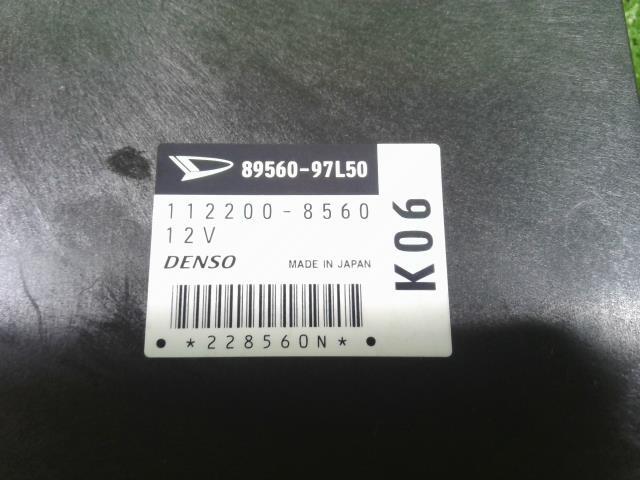 89560-97L50
112200-8560
12V
DENSO MADE IN JAPAN
*228560N*
K06